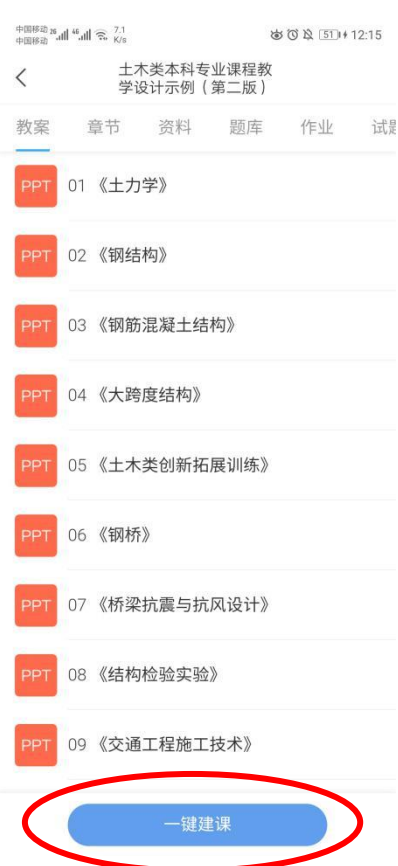 中国移动 26 46 7.1
中国移动 K/s
51 12:15
土木类本科专业课程教
学设计示例（第二版）
教案 章节 资料 题库 作业 试题
PPT 01 《土力学》
PPT 02 《钢结构》
PPT 03 《钢筋混凝土结构》
PPT 04 《大跨度结构》
PPT 05 《土木类创新拓展训练》
PPT 06 《钢桥》
PPT 07 《桥梁抗震与抗风设计》
PPT 08 《结构检验实验》
PPT 09 《交通工程施工技术》
一键建课